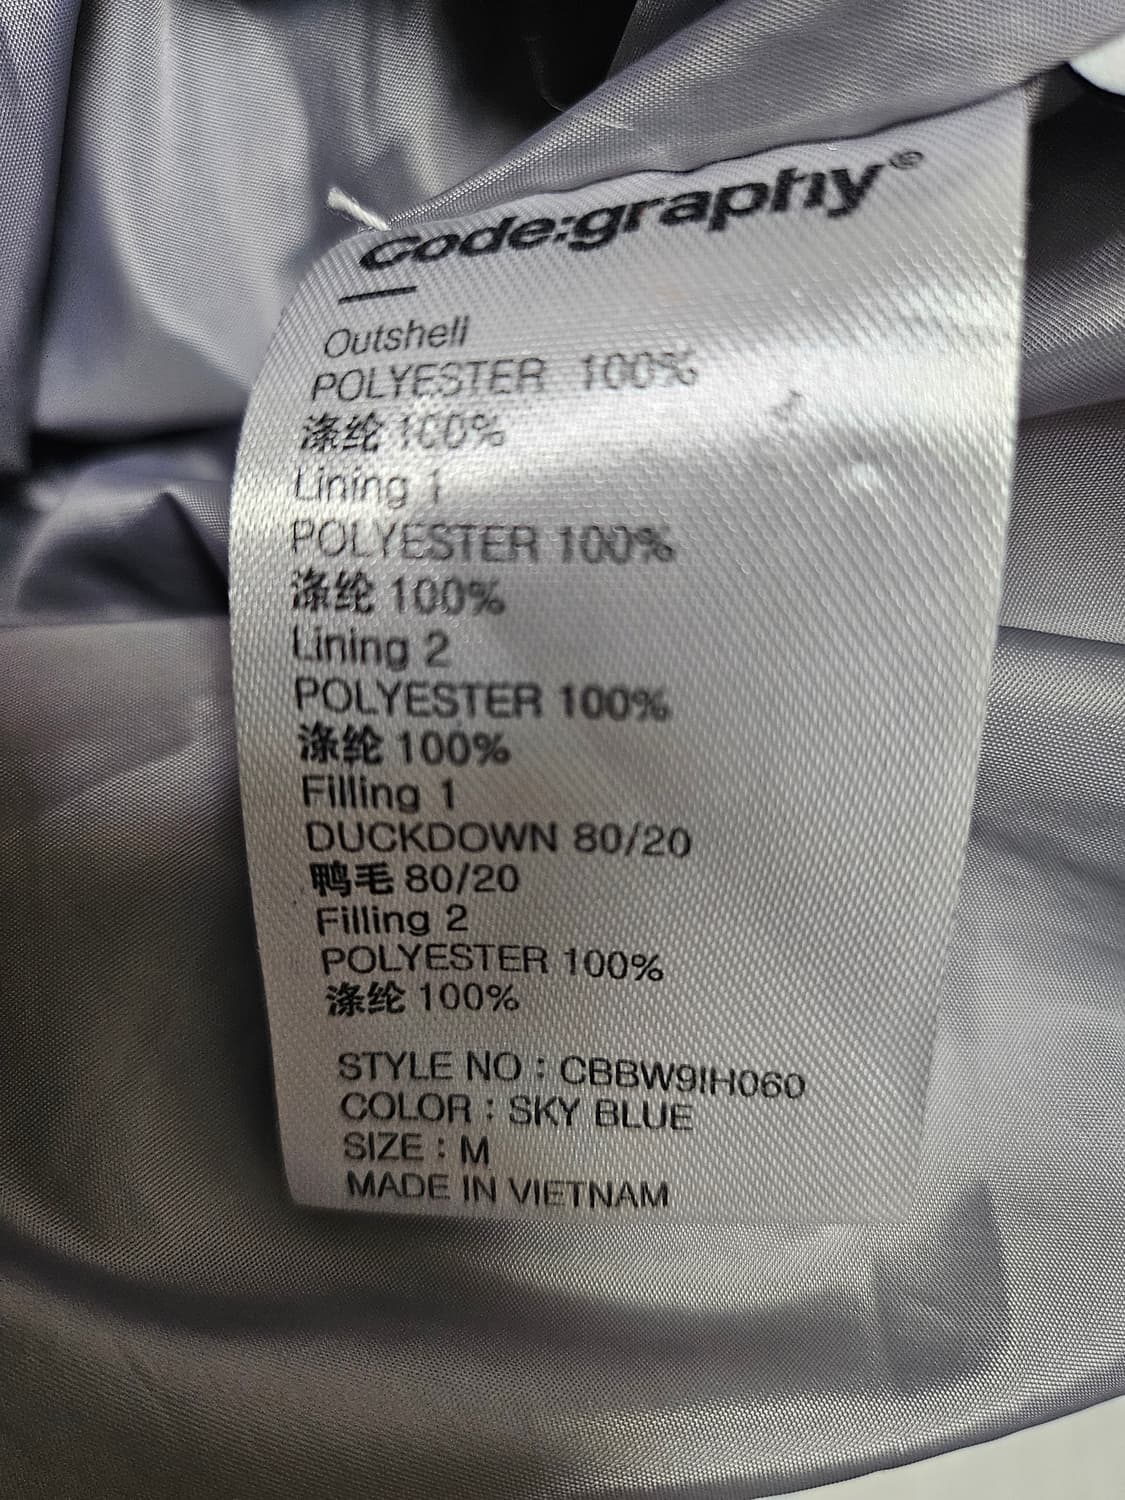 Code:graphy®
Outshell
POLYESTER 100%
涤纶 100%
Lining 1
POLYESTER 100%
涤纶 100%
Lining 2
POLYESTER 100%
涤纶 100%
Filling 1
DUCKDOWN 80/20
鸭毛 80/20
Filling 2
POLYESTER 100%
涤纶 100%
STYLE NO : CBBW9IH060
COLOR : SKY BLUE
SIZE : M
MADE IN VIETNAM